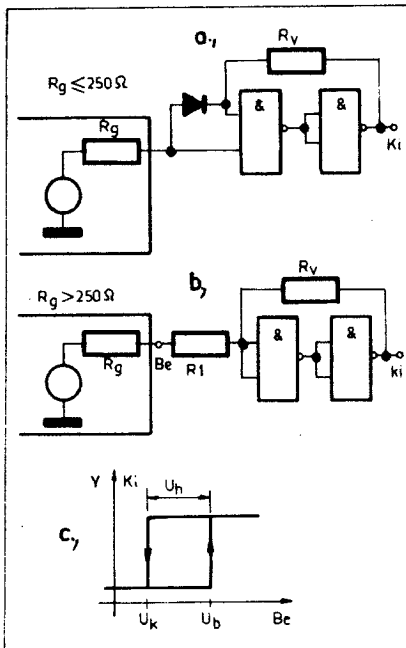 a.,
Rv
Rg ≤ 250 Ω
Rg
&
&
Ki
b,
Rv
Rg > 250 Ω
Rg
Be
R1
&
&
ki
c,
Y
Ki
Uh
Uk
Ub
Be